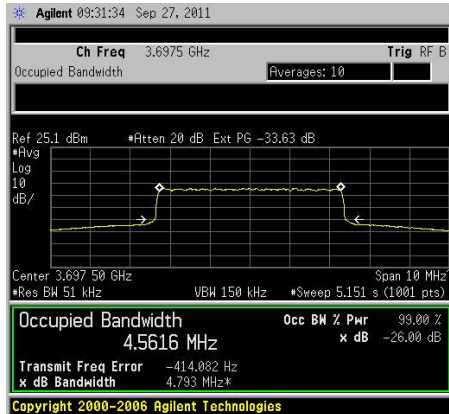 Agilent 09:31:34 Sep 27, 2011
Ch Freq 3.6975 GHz Trig RF B
Occupied Bandwidth Averages: 10
Ref 25.1 dBm #Atten 20 dB Ext PG -33.63 dB
#Avg
Log
10
dB/
Center 3.697 50 GHz Span 10 MHz
#Res BW 51 kHz VBW 150 kHz #Sweep 5.151 s (1001 pts)
Occupied Bandwidth Occ BW % Pwr 99.00 %
4.5616 MHz x dB -26.00 dB
Transmit Freq Error -414.082 Hz
x dB Bandwidth 4.793 MHz*
Copyright 2000-2006 Agilent Technologies